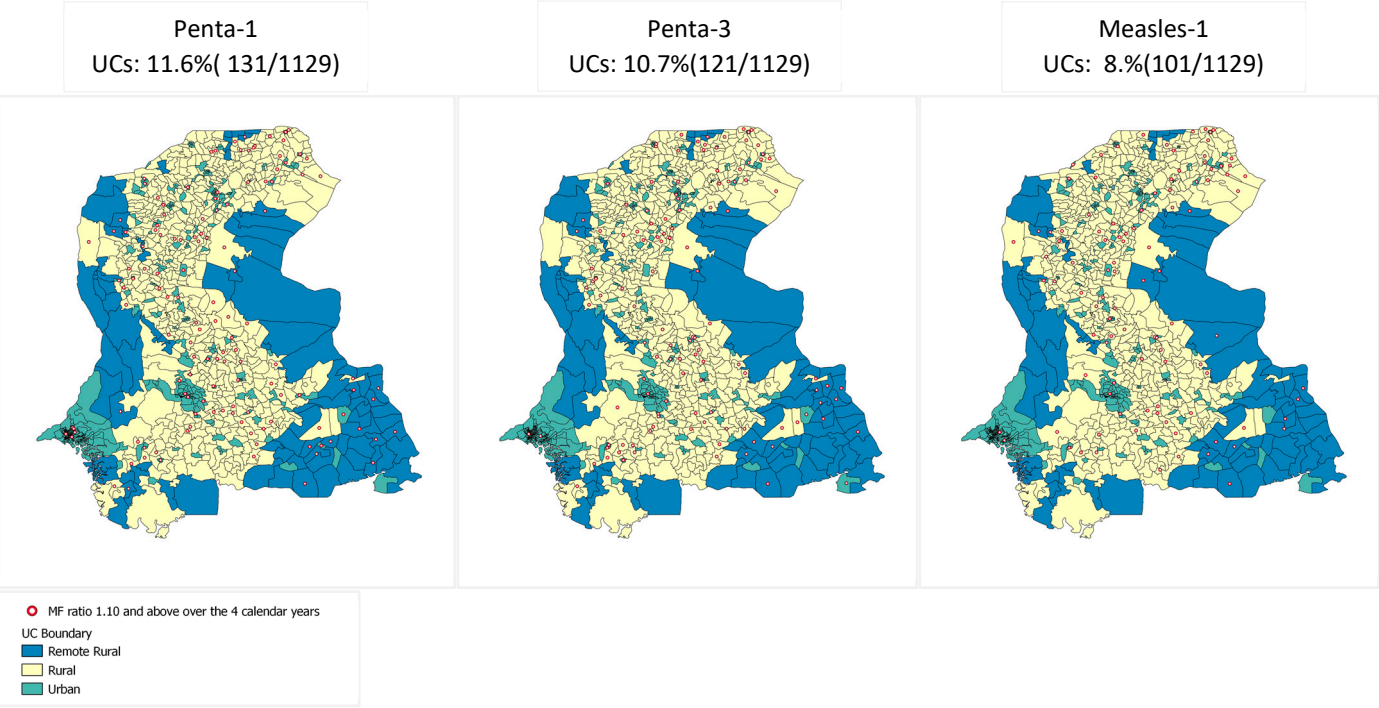 Penta-1
UCs: 11.6%( 131/1129)
Penta-3
UCs: 10.7%(121/1129)
Measles-1
UCs:  8.%(101/1129)
MF ratio 1.10 and above over the 4 calendar years
UC Boundary
Remote Rural
Rural
Urban